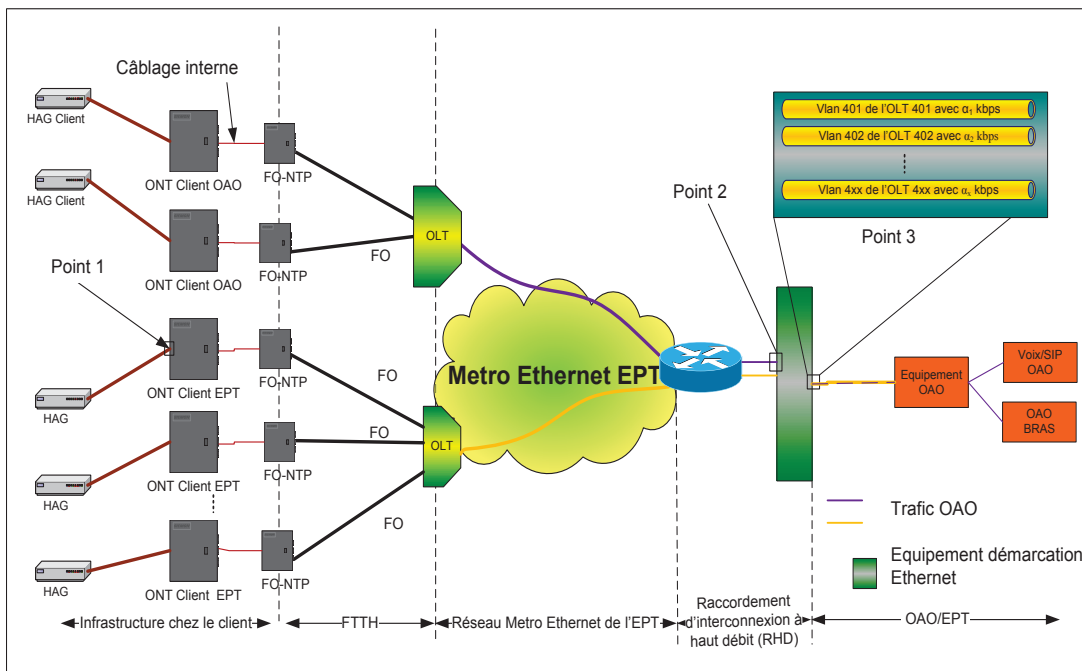 Câblage interne
HAG Client
ONT Client OAO
FO-NTP
HAG Client
ONT Client OAO
FO-NTP
FO
OLT
Point 1
HAG
ONT Client EPT
FO-NTP
FO
HAG
ONT Client EPT
FO-NTP
FO
OLT
HAG
ONT Client EPT
FO-NTP
FO
Metro Ethernet EPT
Point 2
Vlan 401 de l'OLT 401 avec α1 kbps
Vlan 402 de l'OLT 402 avec α2 kbps
Vlan 4xx de l'OLT 4xx avec αx kbps
Point 3
Equipement
OAO
Voix/SIP
OAO
OAO
BRAS
Trafic OAO
Equipement démarcation
Ethernet
Infrastructure chez le client
FTTH
Réseau Metro Ethernet de l'EPT
Raccordement
d'interconnexion à
haut débit (RHD)
OAO/EPT